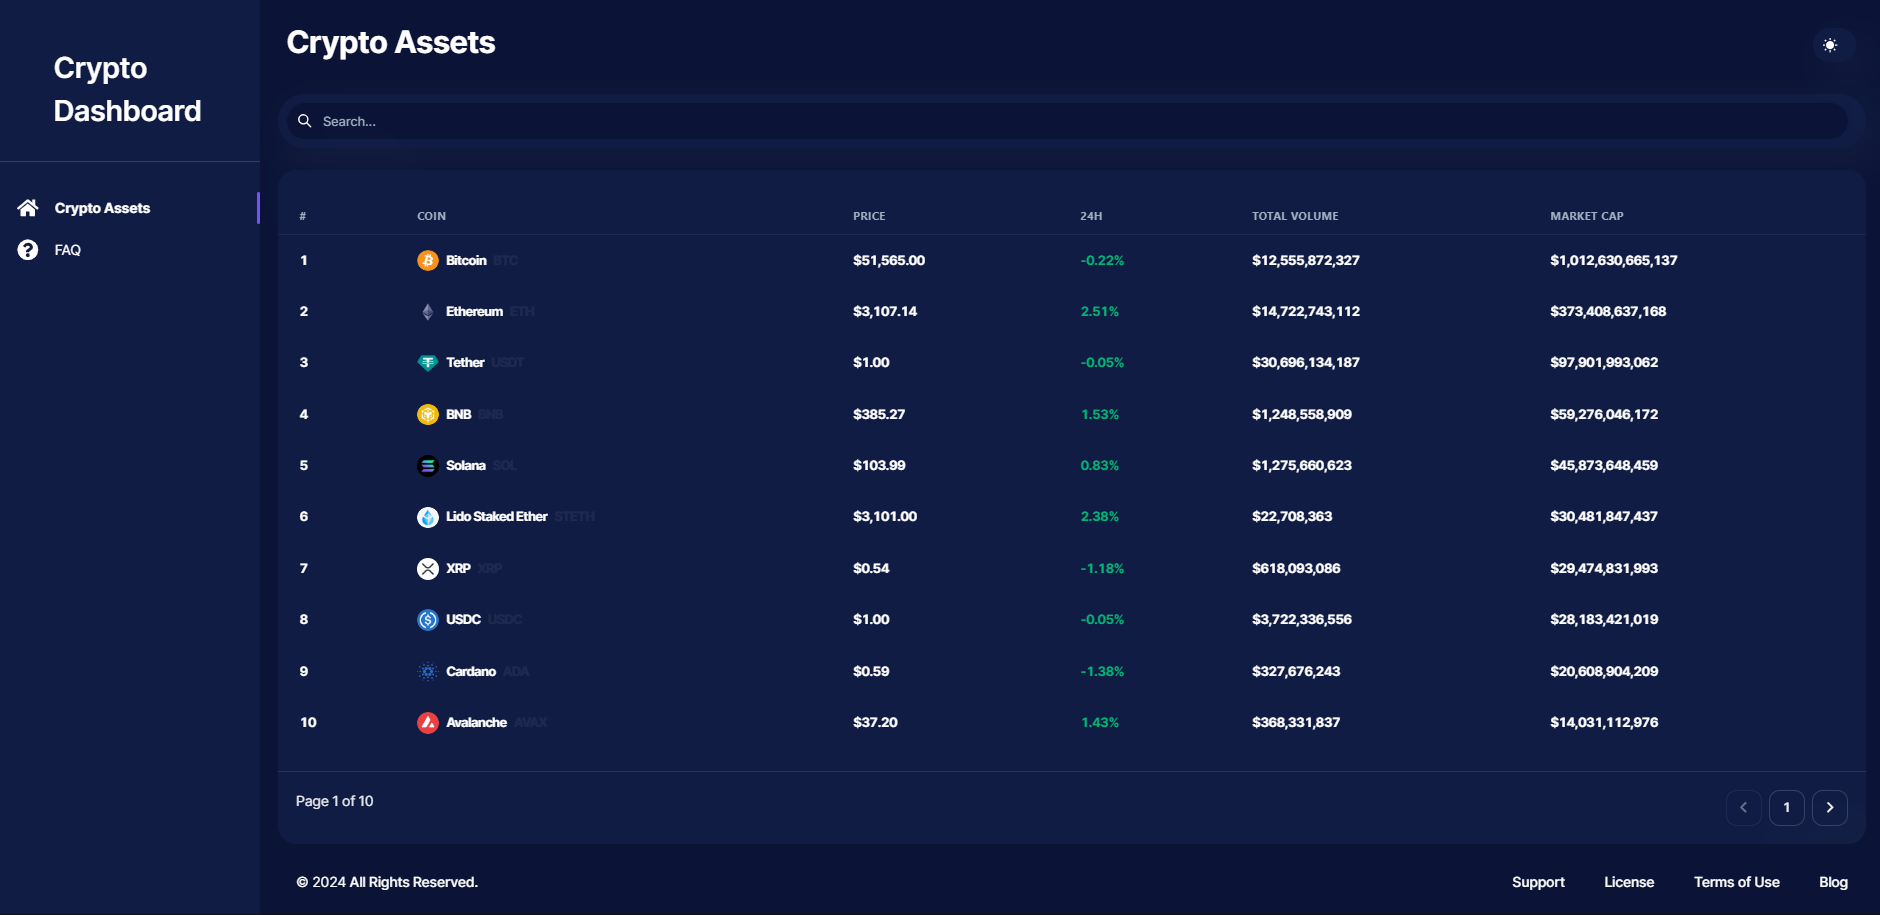 Crypto
Dashboard
Crypto Assets
FAQ
Crypto Assets
Search...
# COIN PRICE 24H TOTAL VOLUME MARKET CAP
1 Bitcoin BTC $51,565.00 -0.22% $12,555,872,327 $1,012,630,665,137
2 Ethereum ETH $3,107.14 2.51% $14,722,743,112 $373,408,637,168
3 Tether USDT $1.00 -0.05% $30,696,134,187 $97,901,993,062
4 BNB BNB $385.27 1.53% $1,248,558,909 $59,276,046,172
5 Solana SOL $103.99 0.83% $1,275,660,623 $45,873,648,459
6 Lido Staked Ether STETH $3,101.00 2.38% $22,708,363 $30,481,847,437
7 XRP XRP $0.54 -1.18% $618,093,086 $29,474,831,993
8 USDC USDC $1.00 -0.05% $3,722,336,556 $28,183,421,019
9 Cardano ADA $0.59 -1.38% $327,676,243 $20,608,904,209
10 Avalanche AVAX $37.20 1.43% $368,331,837 $14,031,112,976
Page 1 of 10
1
© 2024 All Rights Reserved. Support License Terms of Use Blog